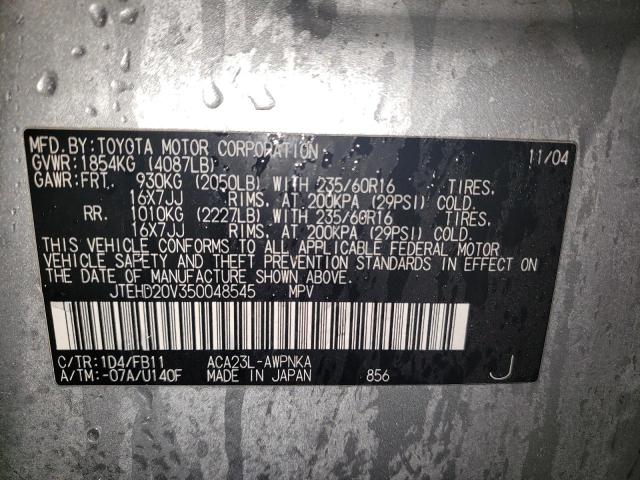 MFD.BY:TOYOTA MOTOR CORPORATION 11/04
GVWR:1854KG (4087LB)
GAWR:FRT. 930KG (2050LB) WITH 235/60R16 TIRES.
16X7JJ RIMS. AT 200KPA (29PSI) COLD.
RR. 1010KG (2227LB) WITH 235/60R16 TIRES.
16X7JJ RIMS. AT 200KPA (29PSI) COLD.
THIS VEHICLE CONFORMS TO ALL APPLICABLE FEDERAL MOTOR
VEHICLE SAFETY AND THEFT PREVENTION STANDARDS IN EFFECT ON
THE DATE OF MANUFACTURE SHOWN ABOVE.
JTEHD20V350048545 MPV
C/TR:1D4/FB11 ACA23L-AWPNKA
A/TM:-07A/U140F MADE IN JAPAN 856 J